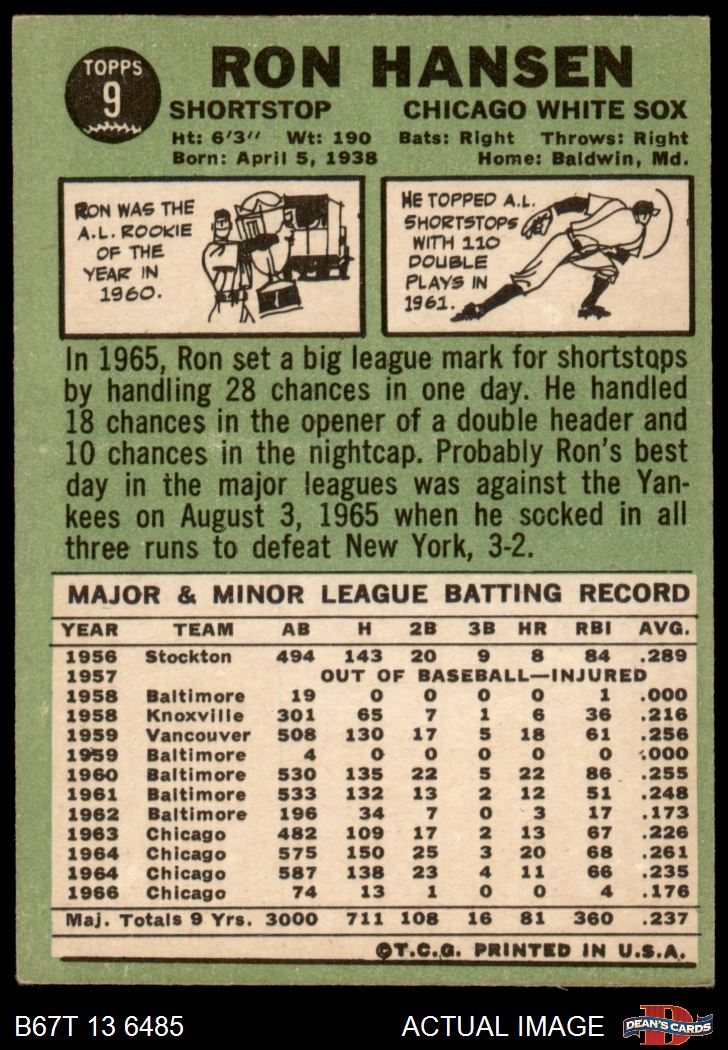 TOPPS
9
RON HANSEN
SHORTSTOP CHICAGO WHITE SOX
Ht: 6'3" Wt: 190 Bats: Right Throws: Right
Born: April 5, 1938 Home: Baldwin, Md.
RON WAS THE
A.L. ROOKIE
OF THE
YEAR IN
1960.
HE TOPPED A.L.
SHORTSTOPS
WITH 110
DOUBLE
PLAYS IN
1961.
In 1965, Ron set a big league mark for shortstops
by handling 28 chances in one day. He handled
18 chances in the opener of a double header and
10 chances in the nightcap. Probably Ron's best
day in the major leagues was against the Yan-
kees on August 3, 1965 when he socked in all
three runs to defeat New York, 3-2.
MAJOR & MINOR LEAGUE BATTING RECORD
YEAR TEAM AB H 2B 3B HR RBI AVG.
1956 Stockton 494 143 20 9 8 84 .289
1957 OUT OF BASEBALL—INJURED
1958 Baltimore 19 0 0 0 0 1 .000
1958 Knoxville 301 65 7 1 6 36 .216
1959 Vancouver 508 130 17 5 18 61 .256
1959 Baltimore 4 0 0 0 0 0 .000
1960 Baltimore 530 135 22 5 22 86 .255
1961 Baltimore 533 132 13 2 12 51 .248
1962 Baltimore 196 34 7 0 3 17 .173
1963 Chicago 482 109 17 2 13 67 .226
1964 Chicago 575 150 25 3 20 68 .261
1964 Chicago 587 138 23 4 11 66 .235
1966 Chicago 74 13 1 0 0 4 .176
Maj. Totals 9 Yrs. 3000 711 108 16 81 360 .237
©T.C.G. PRINTED IN U.S.A.
B67T 13 6485 ACTUAL IMAGE
D
DEAN'S CARDS